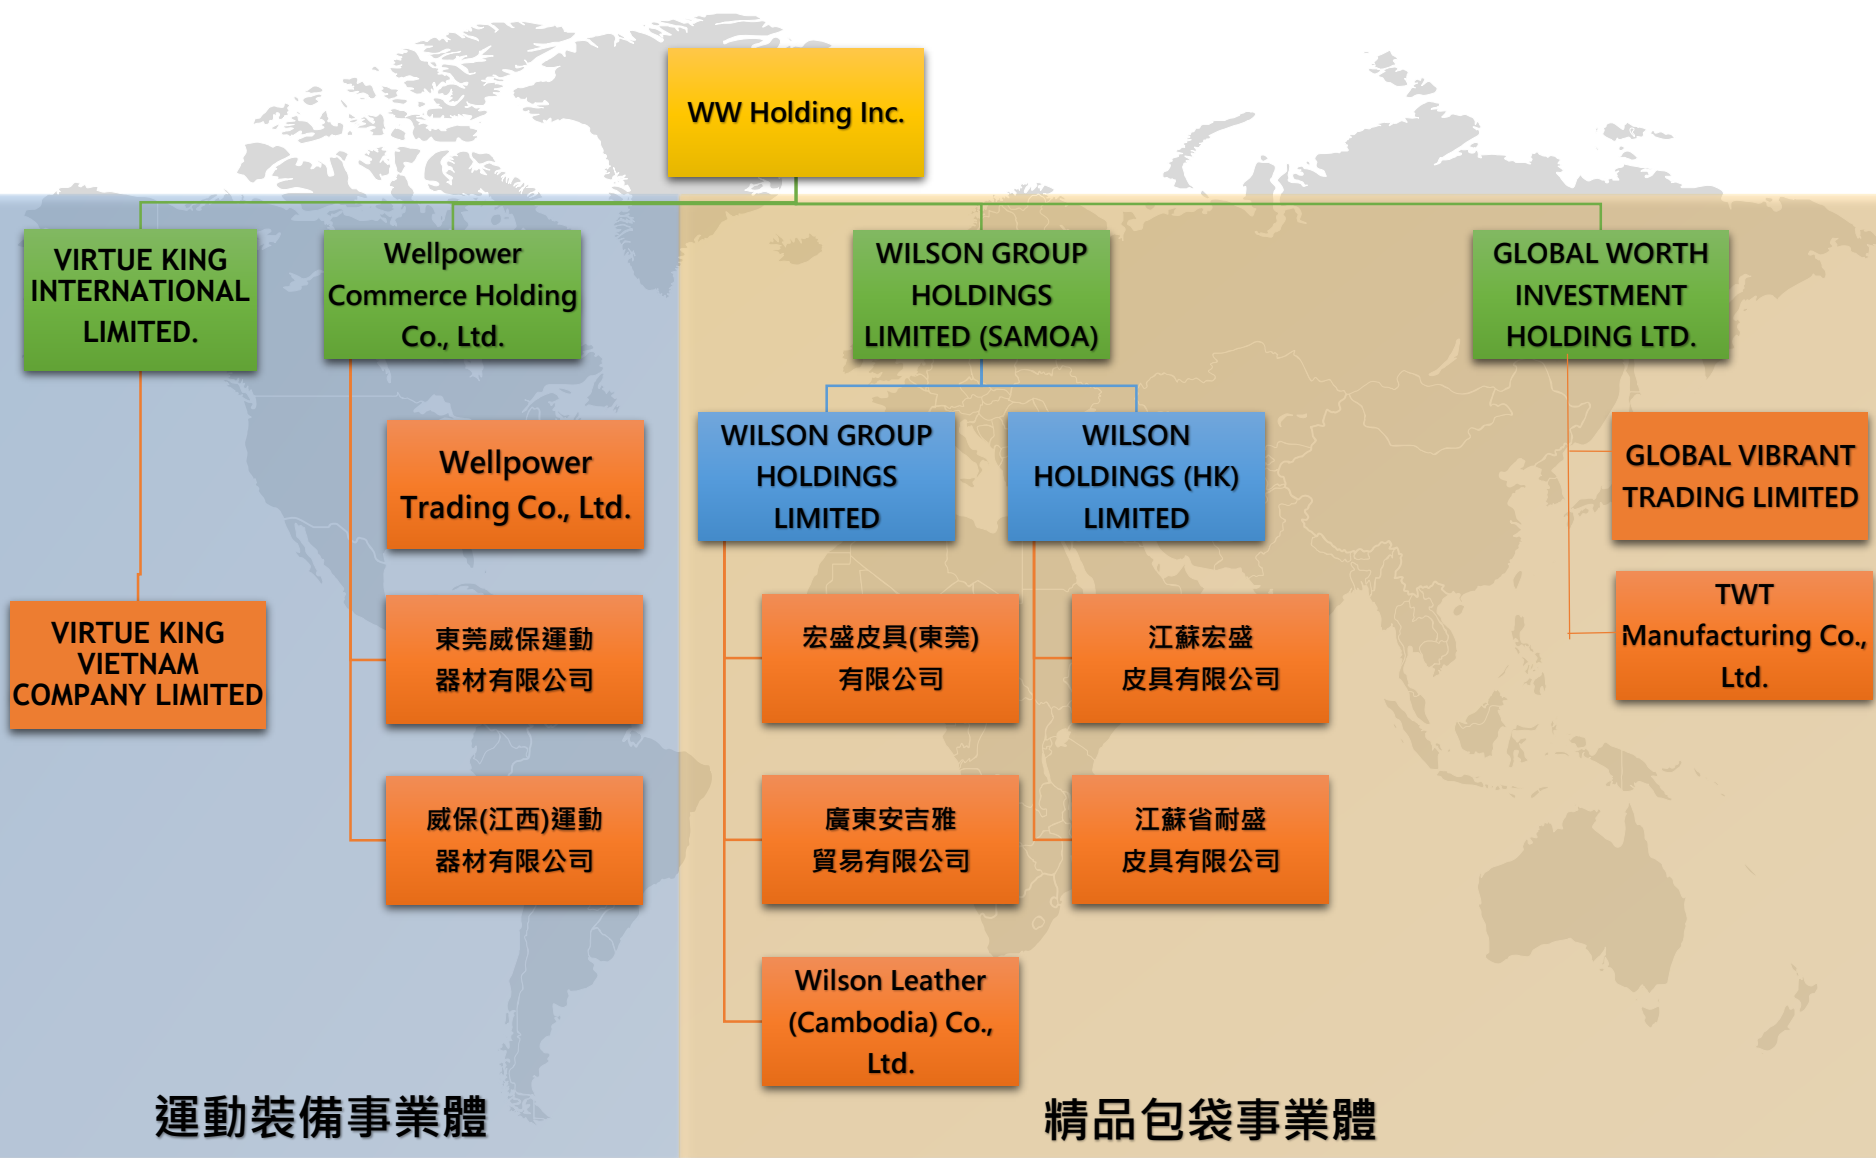 WW Holding Inc.
VIRTUE KING
INTERNATIONAL
LIMITED.
Wellpower
Commerce Holding
Co., Ltd.
WILSON GROUP
HOLDINGS
LIMITED (SAMOA)
GLOBAL WORTH
INVESTMENT
HOLDING LTD.
VIRTUE KING
VIETNAM
COMPANY LIMITED
Wellpower
Trading Co., Ltd.
東莞威保運動
器材有限公司
威保(江西)運動
器材有限公司
WILSON GROUP
HOLDINGS
LIMITED
宏盛皮具(東莞)
有限公司
廣東安吉雅
貿易有限公司
Wilson Leather
(Cambodia) Co.,
Ltd.
WILSON
HOLDINGS (HK)
LIMITED
江蘇宏盛
皮具有限公司
江蘇省耐盛
皮具有限公司
GLOBAL VIBRANT
TRADING LIMITED
TWT
Manufacturing Co.,
Ltd.
運動裝備事業體
精品包袋事業體